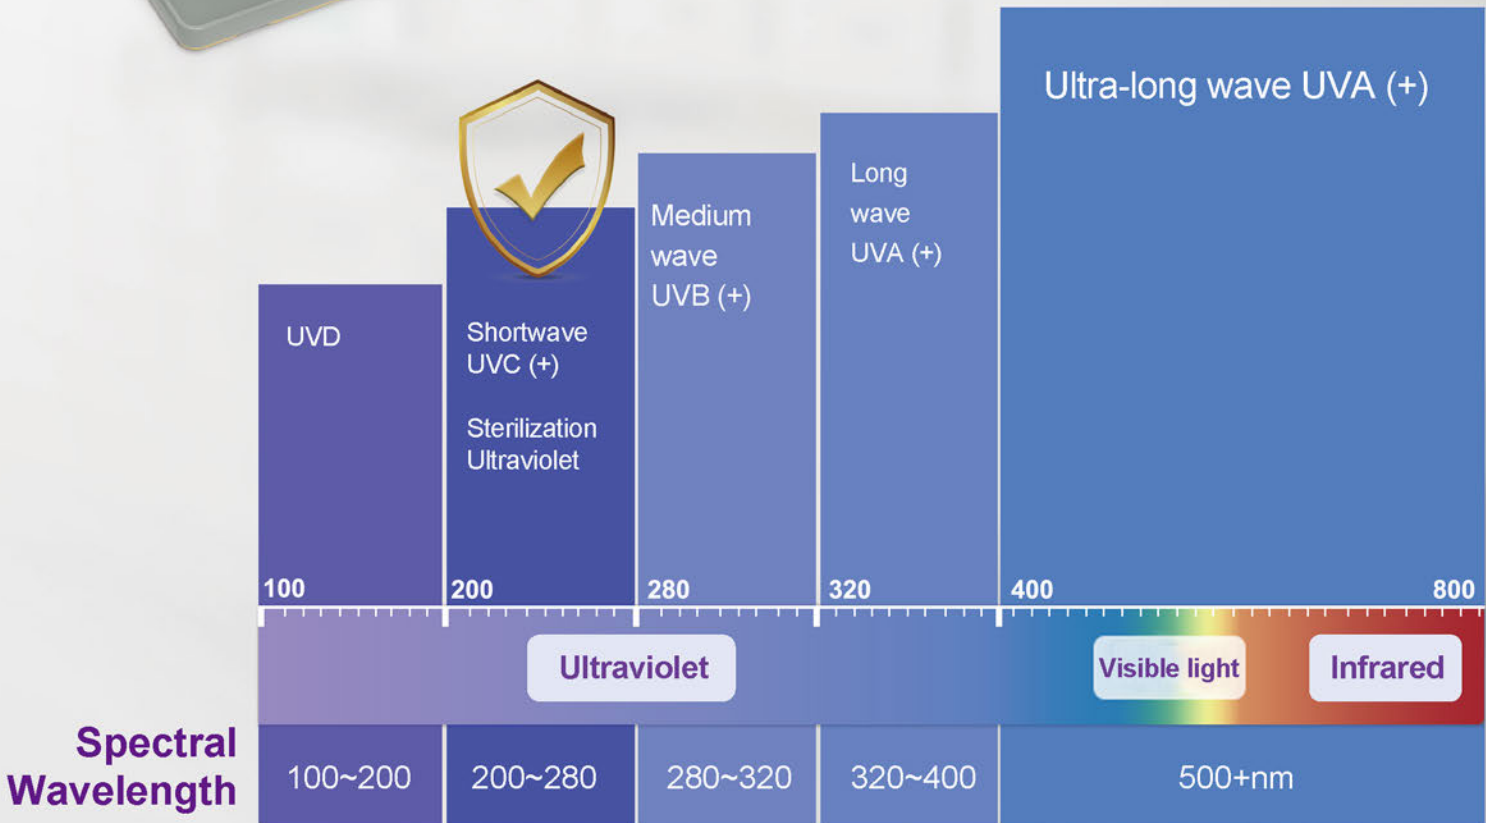 Ultra-long wave UVA (+)
Long
wave
UVA (+)
Medium
wave
UVB (+)
UVD
Shortwave
UVC (+)
Sterilization
Ultraviolet
100
200
280
320
400
800
Ultraviolet
Visible light
Infrared
Spectral
Wavelength
100~200
200~280
280~320
320~400
500+nm